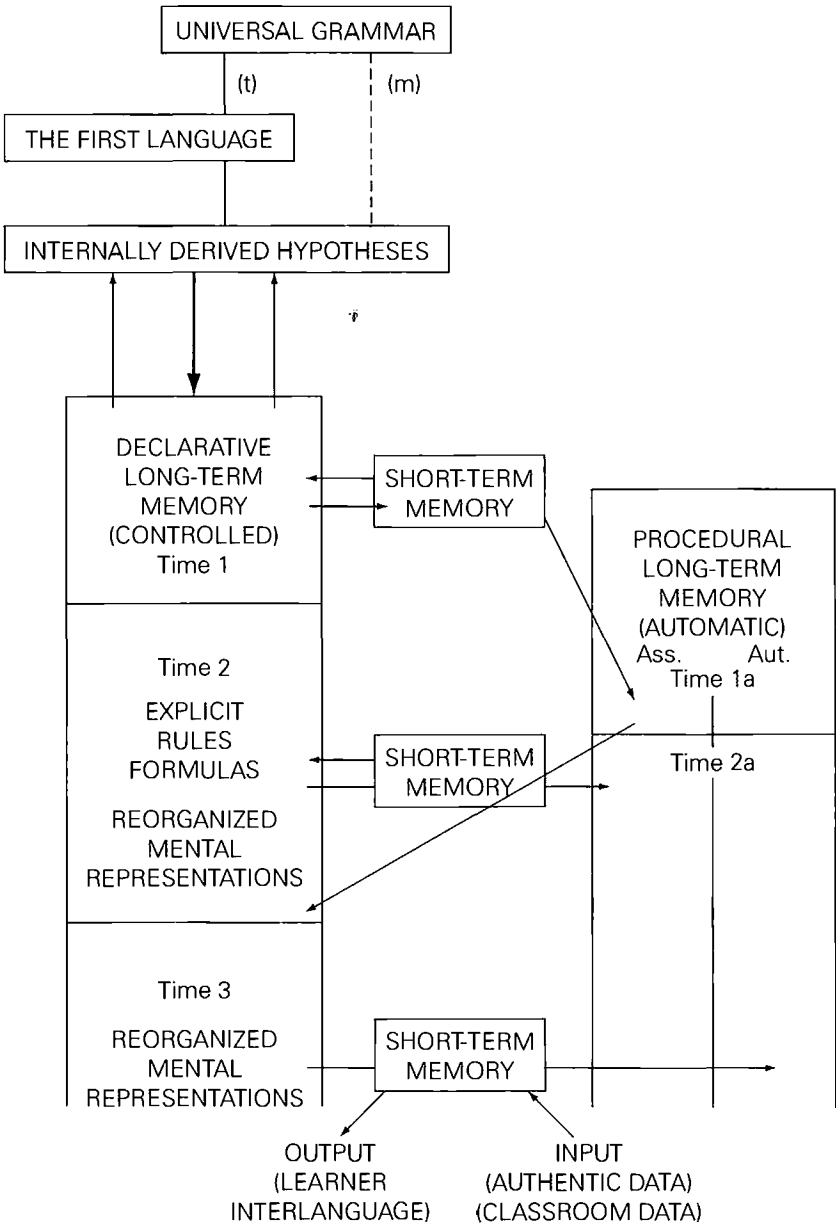 UNIVERSAL GRAMMAR
(t)
(m)
THE FIRST LANGUAGE
INTERNALLY DERIVED HYPOTHESES
DECLARATIVE
LONG-TERM
MEMORY
(CONTROLLED)
Time 1
SHORT-TERM
MEMORY
PROCEDURAL
LONG-TERM
MEMORY
(AUTOMATIC)
Ass. Aut.
Time 1a
Time 2
EXPLICIT
RULES
FORMULAS
REORGANIZED
MENTAL
REPRESENTATIONS
SHORT-TERM
MEMORY
Time 2a
Time 3
REORGANIZED
MENTAL
REPRESENTATIONS
SHORT-TERM
MEMORY
OUTPUT
(LEARNER
INTERLANGUAGE)
INPUT
(AUTHENTIC DATA)
(CLASSROOM DATA)